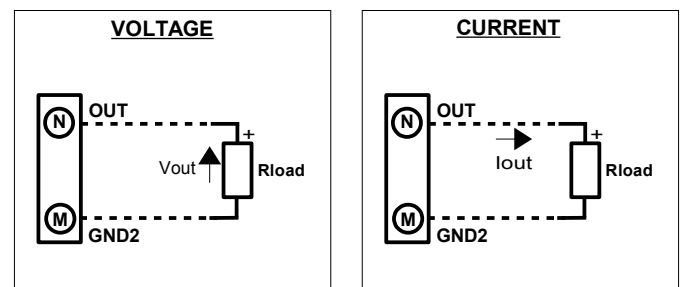 VOLTAGE
N
OUT
+
Vout
Rload
M
GND2
CURRENT
N
OUT
+
Iout
Rload
M
GND2